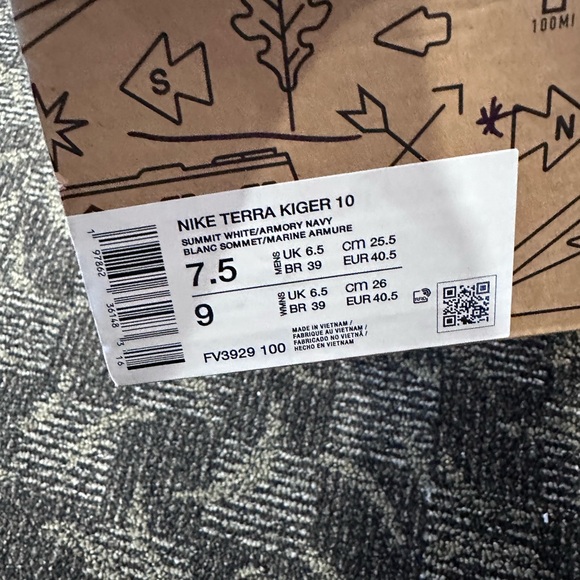 100MI
S
N
NIKE TERRA KIGER 10
SUMMIT WHITE/ARMORY NAVY
BLANC SOMMET/MARINE ARMURE
7.5 MENS UK 6.5 CM 25.5
BR 39 EUR 40.5
9 WMNS UK 6.5 CM 26
BR 39 EUR 40.5
FV3929 100
MADE IN VIETNAM /
FABRIQUE AU VIETNAM /
FABRICADO NO VIETNÃ /
HECHO EN VIETNAM